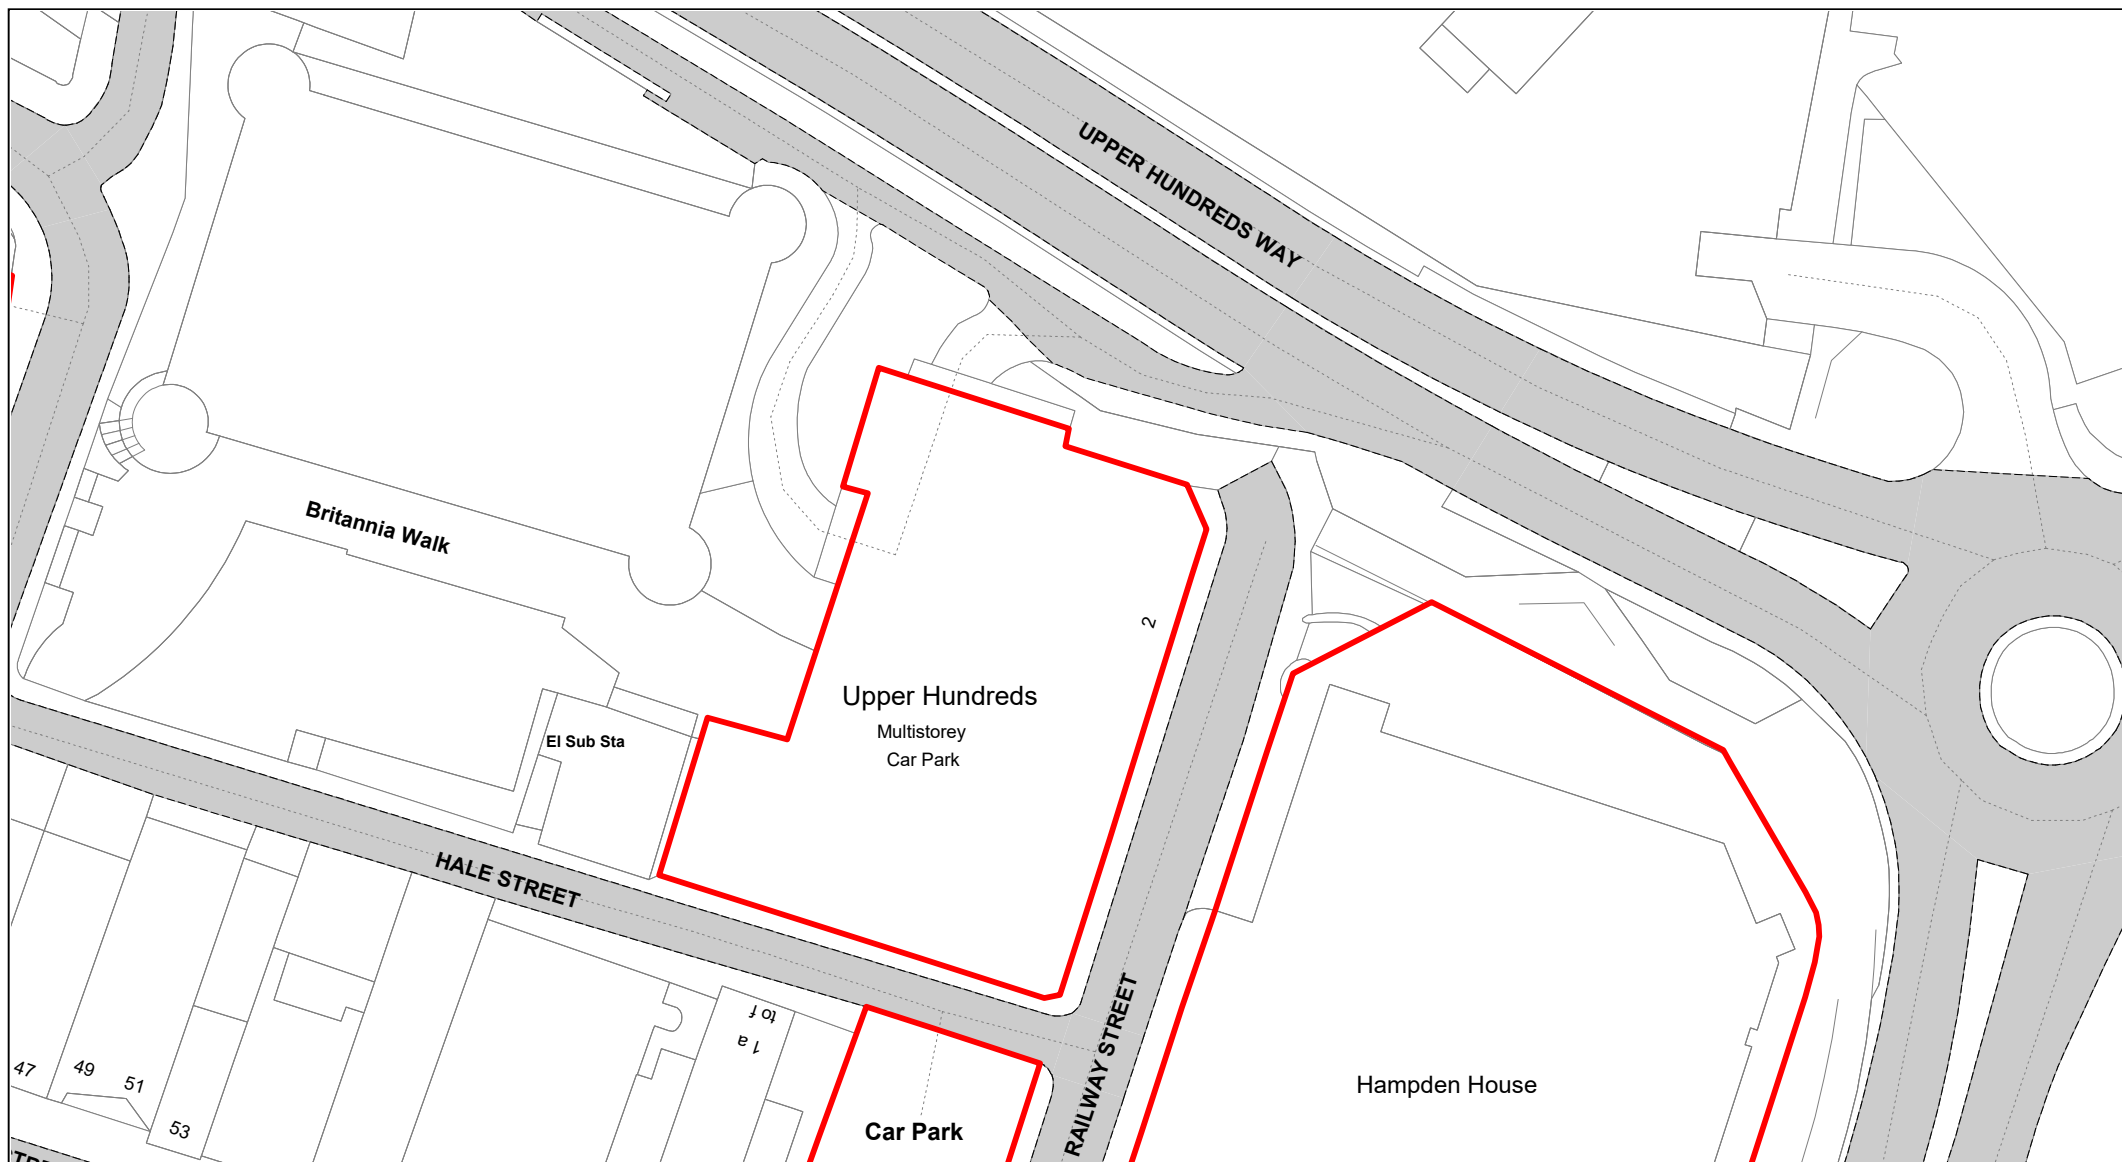 UPPER HUNDREDS WAY
Britannia Walk
2
Upper Hundreds
Multistorey
Car Park
El Sub Sta
HALE STREET
RAILWAY STREET
1 a
to f
47
49
51
53
Car Park
Hampden House